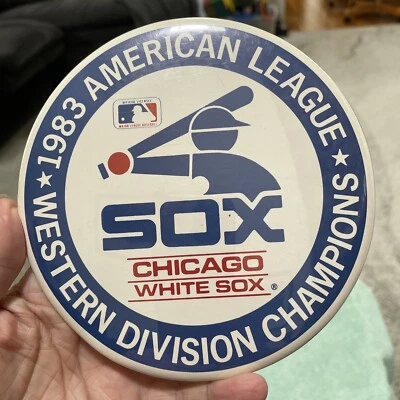 1983 AMERICAN LEAGUE
★ WESTERN DIVISION CHAMPIONS ★
SOX
CHICAGO
WHITE SOX ®